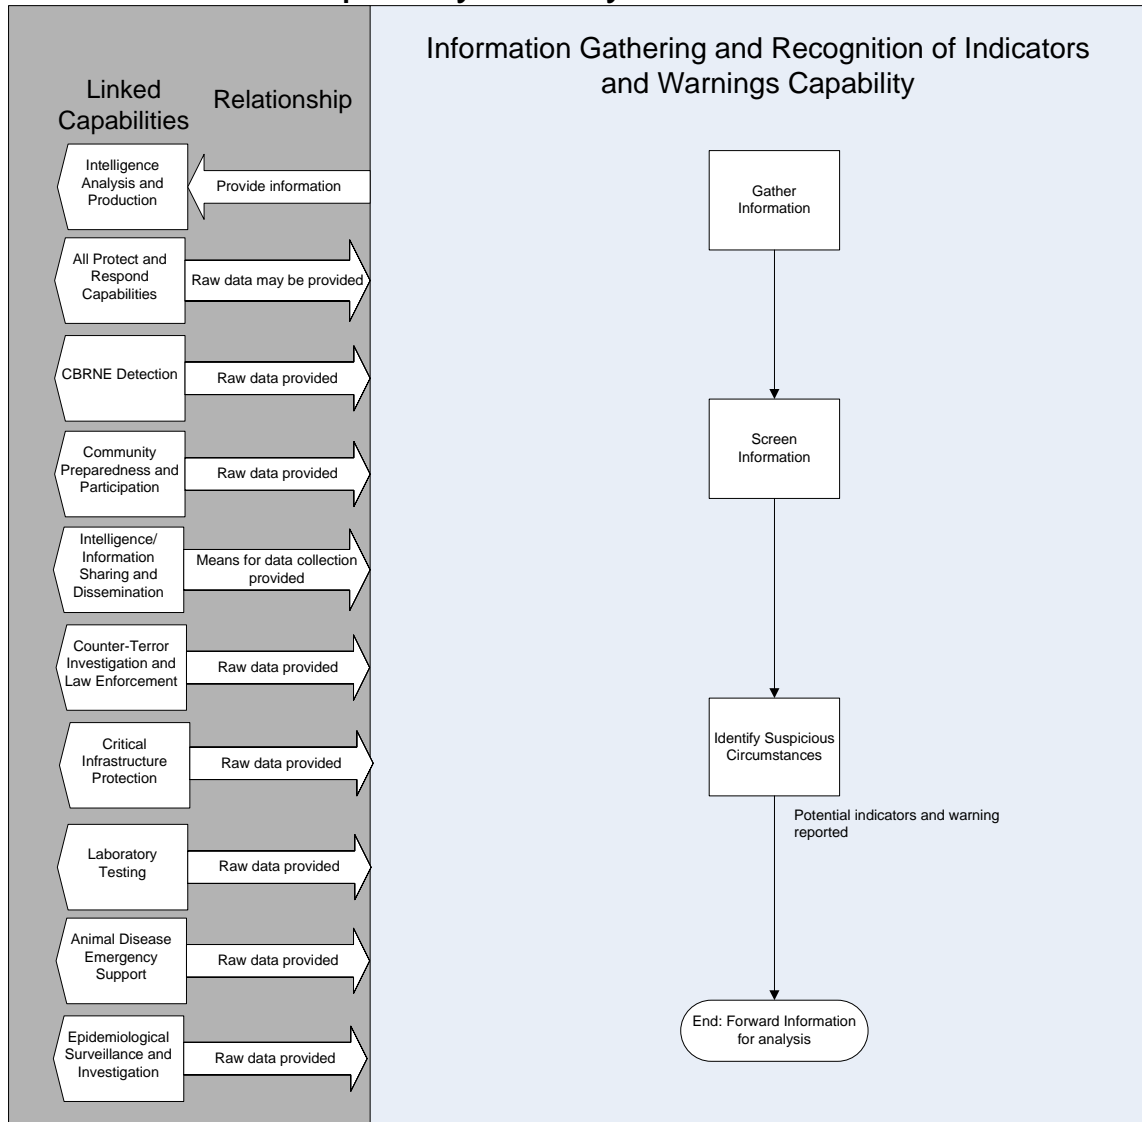 Information Gathering and Recognition of Indicators
and Warnings Capability
Linked
Capabilities
Relationship
Intelligence
Analysis and
Production
Provide information
All Protect and
Respond
Capabilities
Raw data may be provided
CBRNE Detection
Raw data provided
Community
Preparedness and
Participation
Raw data provided
Intelligence/
Information
Sharing and
Dissemination
Means for data collection
provided
Counter-Terror
Investigation and
Law Enforcement
Raw data provided
Critical
Infrastructure
Protection
Raw data provided
Laboratory
Testing
Raw data provided
Animal Disease
Emergency
Support
Raw data provided
Epidemiological
Surveillance and
Investigation
Raw data provided
Gather
Information
Screen
Information
Identify Suspicious
Circumstances
Potential indicators and warning
reported
End: Forward Information
for analysis